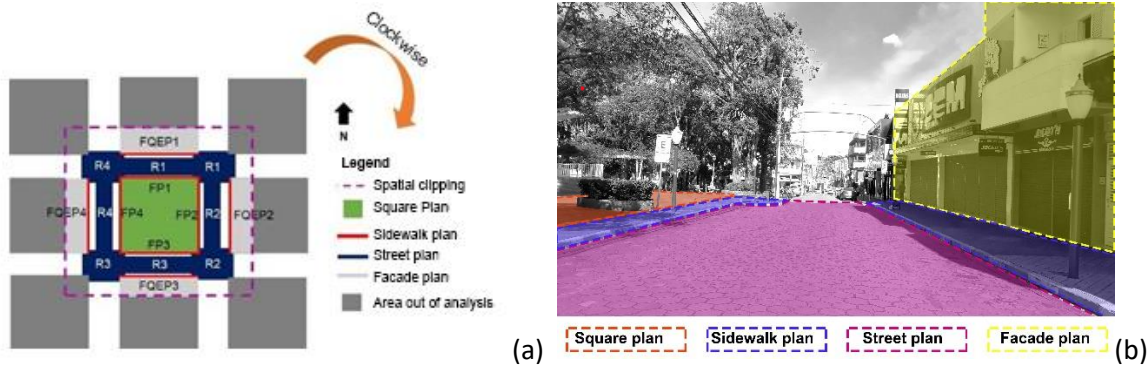 Clockwise
N
FQEP1
R4
R1
R1
FP1
FQEP4
R4
FP4
FP2
R2
FQEP2
FP3
R3
R3
R2
FQEP3
Legend
Spatial clipping
Square Plan
Sidewalk plan
Street plan
Facade plan
Area out of analysis
(a)
E
Square plan
Sidewalk plan
Street plan
Facade plan
(b)